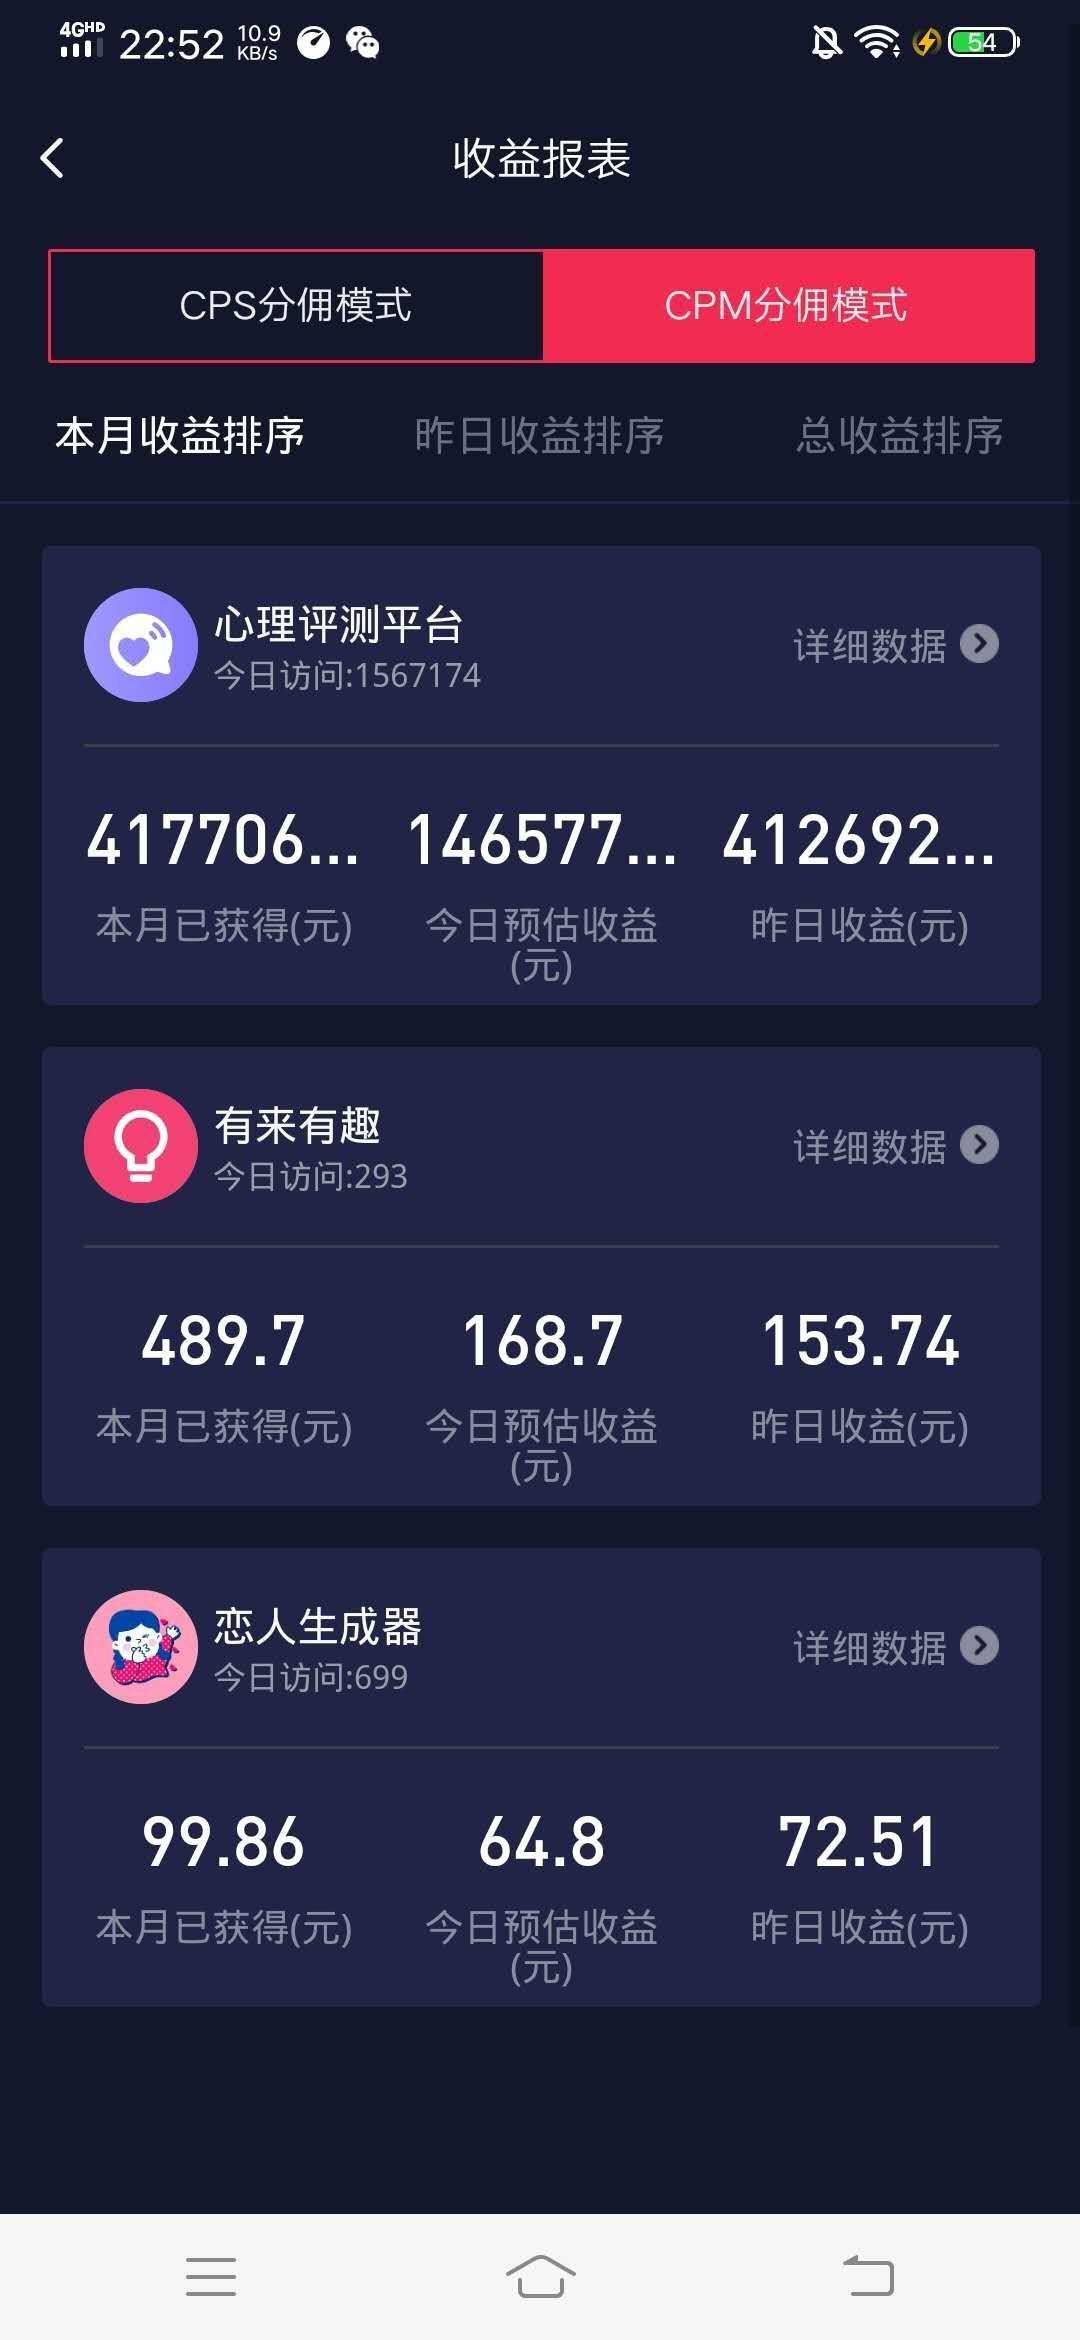 4GHD 22:52 10.9 KB/s 54
收益报表
CPS分佣模式 CPM分佣模式
本月收益排序 昨日收益排序 总收益排序
心理评测平台
今日访问:1567174
详细数据
417706... 146577... 412692...
本月已获得(元) 今日预估收益(元) 昨日收益(元)
有来有趣
今日访问:293
详细数据
489.7 168.7 153.74
本月已获得(元) 今日预估收益(元) 昨日收益(元)
恋人生成器
今日访问:699
详细数据
99.86 64.8 72.51
本月已获得(元) 今日预估收益(元) 昨日收益(元)